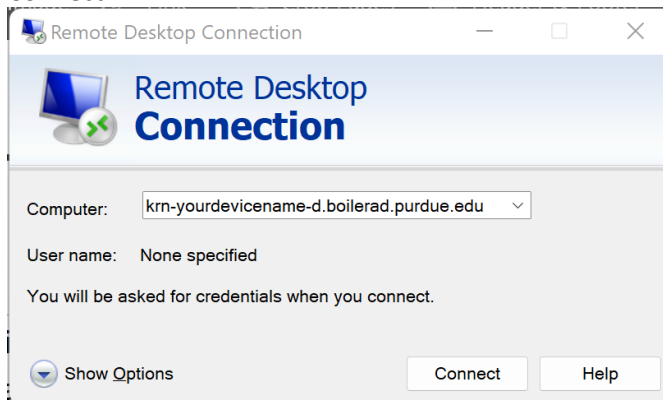 Remote Desktop Connection
Remote Desktop
Connection
Computer: krn-yourdevicename-d.boilerad.purdue.edu
User name: None specified
You will be asked for credentials when you connect.
Show Options Connect Help